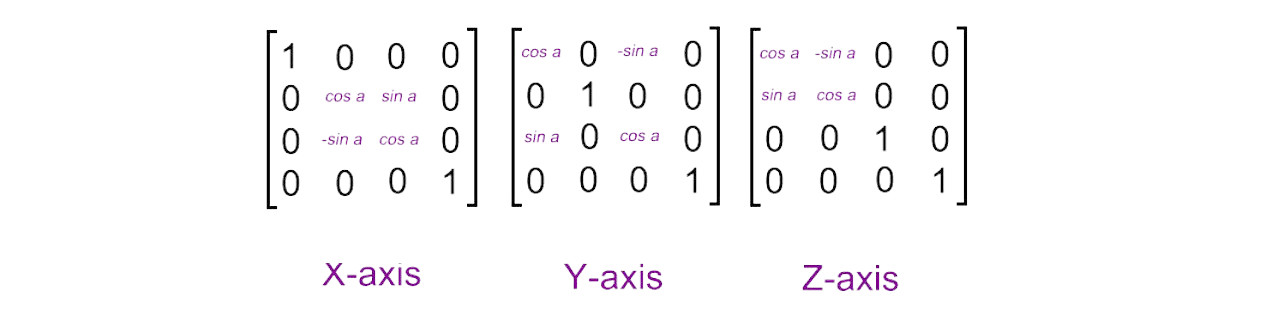 1 0 0 0
0 cos a sin a 0
0 -sin a cos a 0
0 0 0 1
X-axis
cos a 0 -sin a 0
0 1 0 0
sin a 0 cos a 0
0 0 0 1
Y-axis
cos a -sin a 0 0
sin a cos a 0 0
0 0 1 0
0 0 0 1
Z-axis